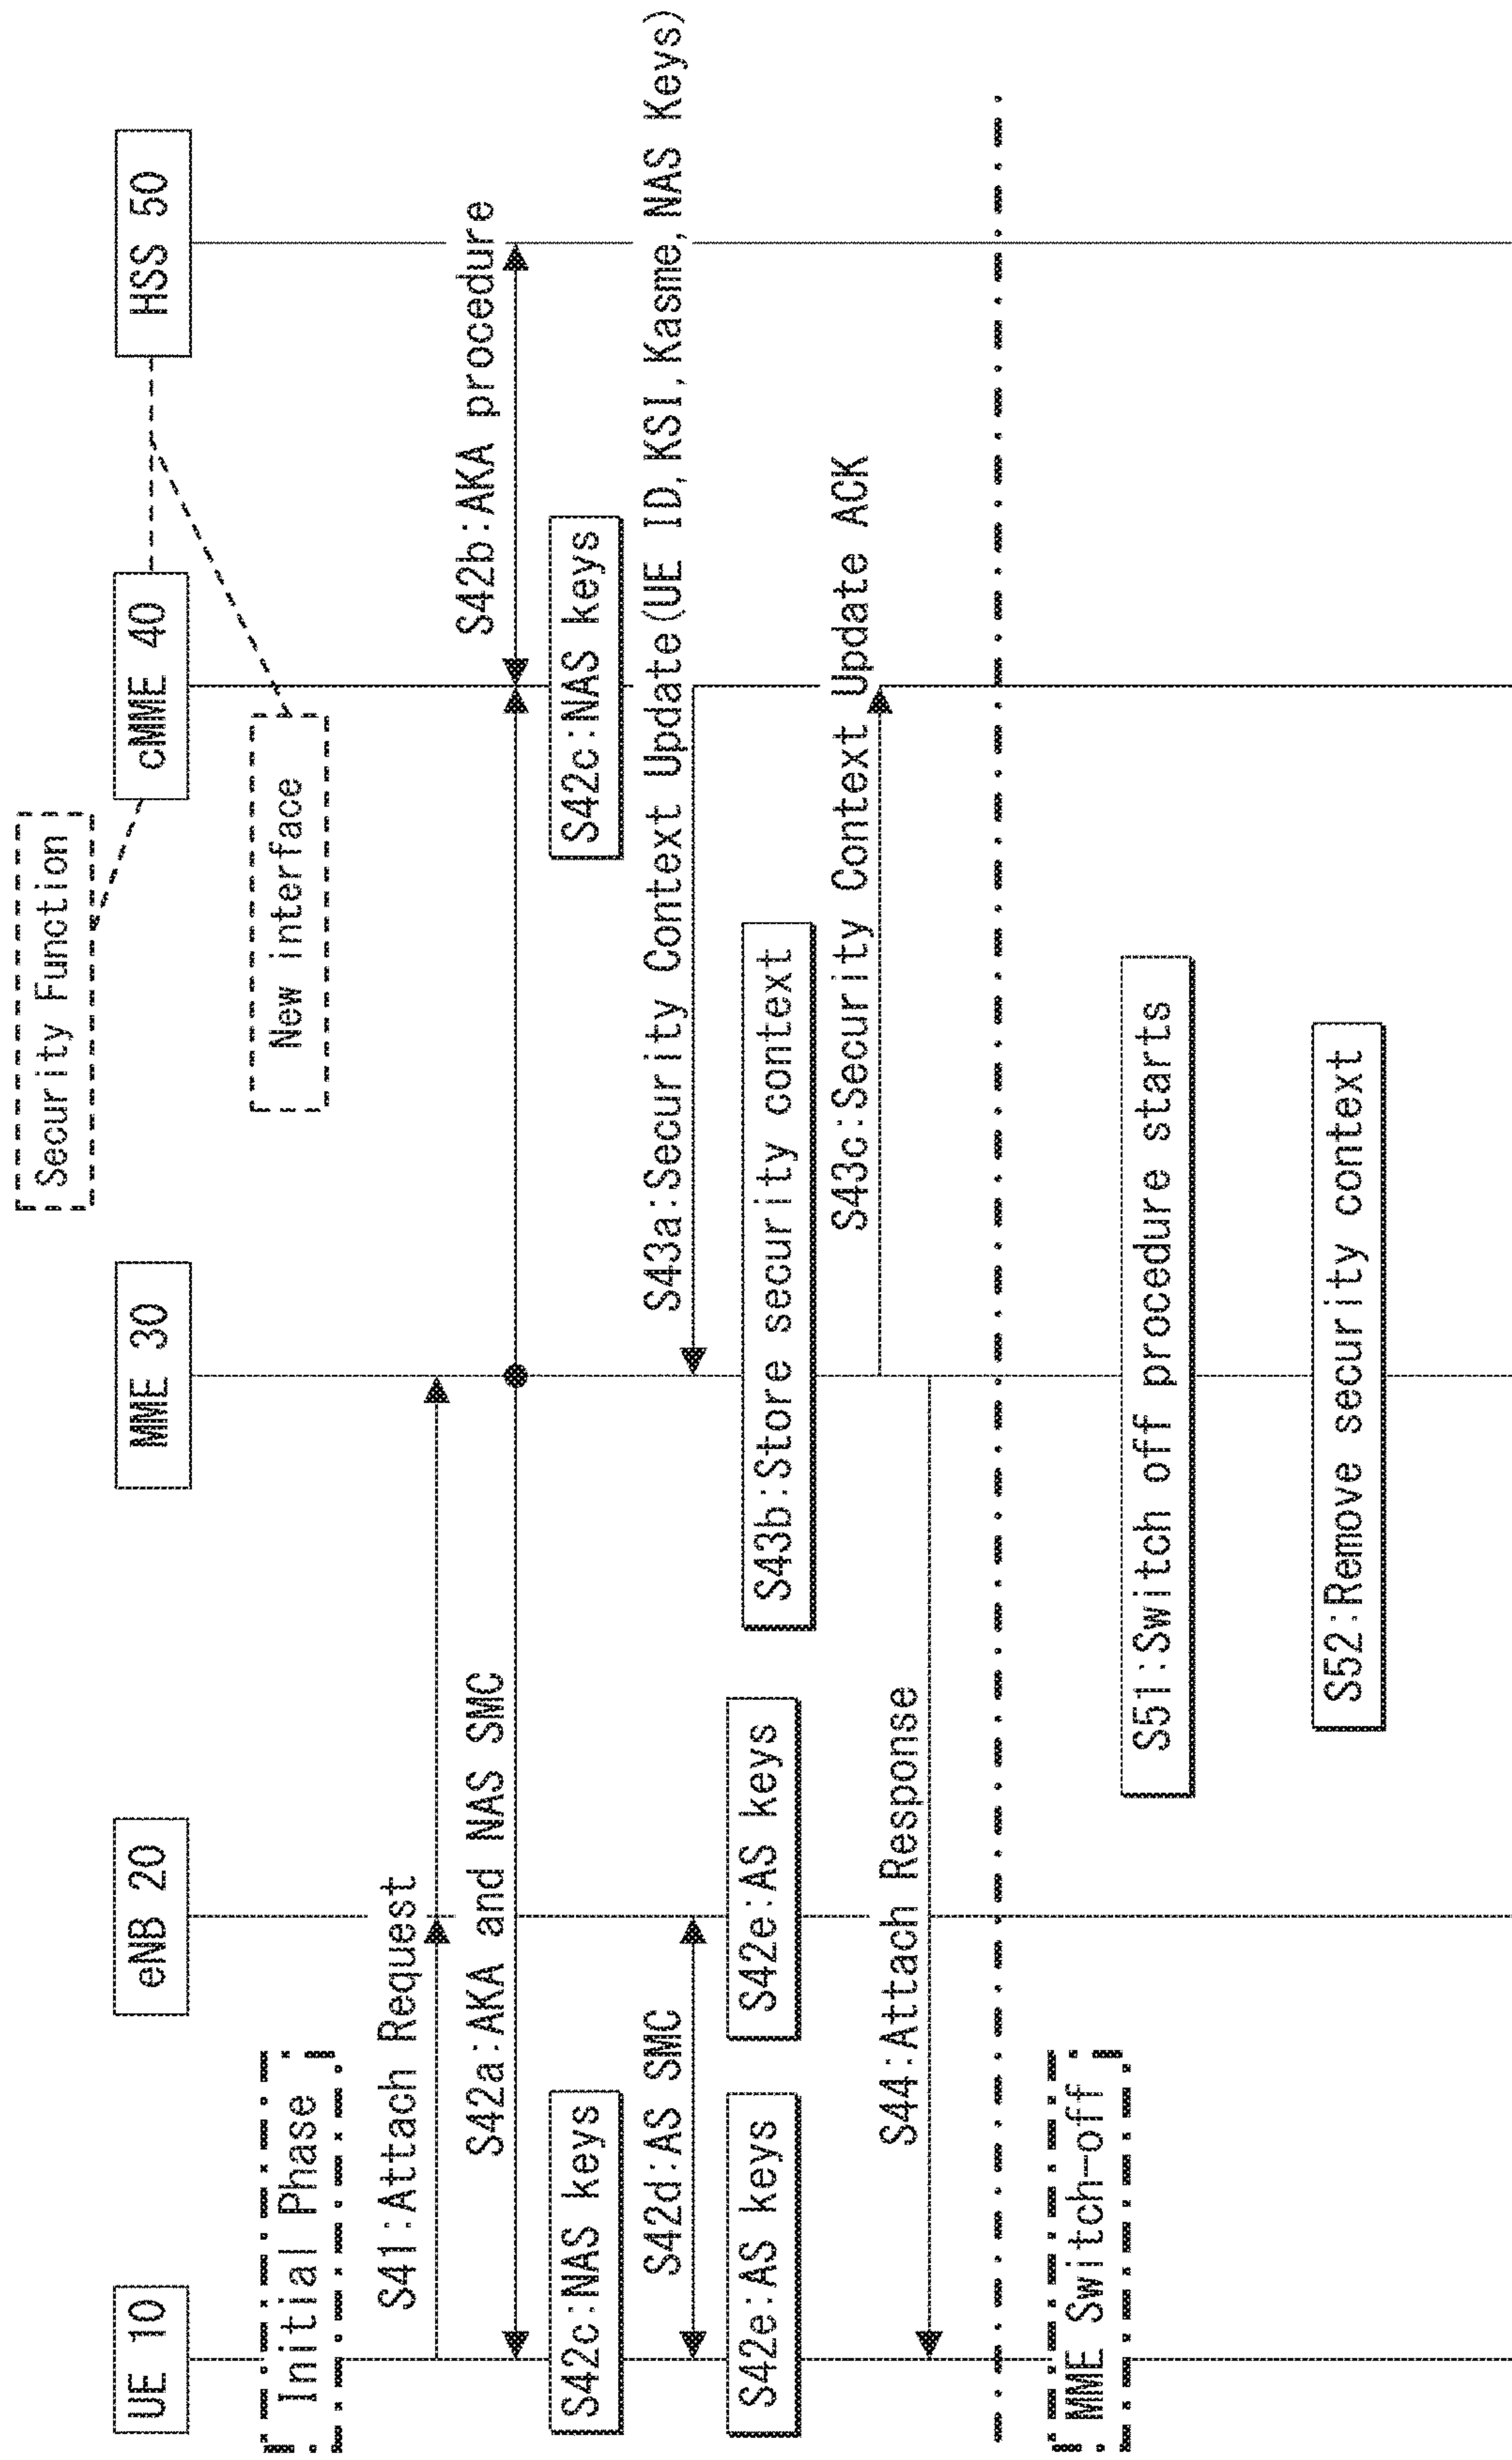 Security Function
UE 10
eNB 20
MME 30
cMME 40
HSS 50
Initial Phase
New interface
S41:Attach Request
S42a:AKA and NAS SMC
S42b:AKA procedure
S42c:NAS keys
S42c:NAS keys
S42d:AS SMC
S43a:Security Context Update(UE ID, KSI, Kasme, NAS Keys)
S42e:AS keys
S42e:AS keys
S43b:Store security context
S43c:Security Context Update ACK
S44:Attach Response
MME Switch-off
S51:Switch off procedure starts
S52:Remove security context